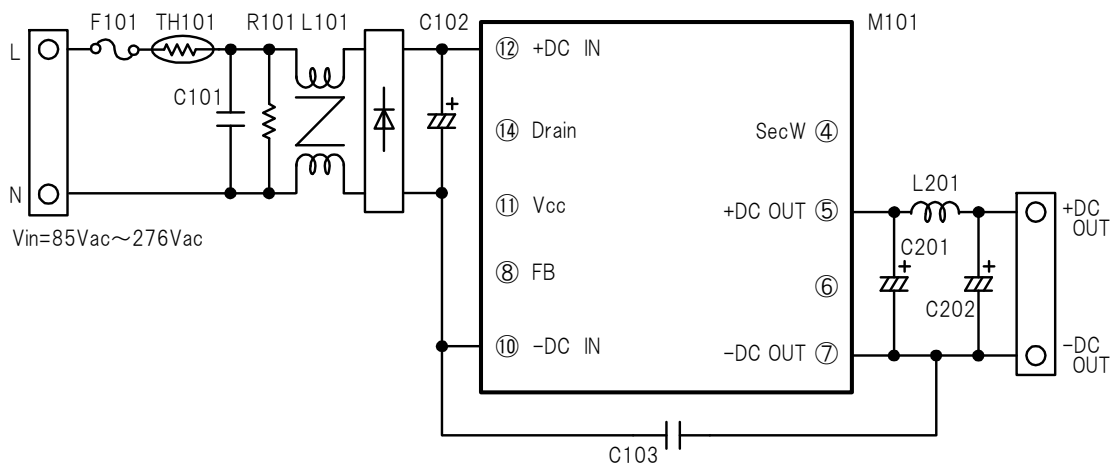 F101 TH101 R101 L101 C102 M101
L
⑫ +DC IN
C101
⑭ Drain
SecW ④
N
⑪ Vcc
+DC OUT ⑤
L201
+DC
OUT
Vin=85Vac～276Vac
C201
⑧ FB
⑥
C202
⑩ -DC IN
-DC OUT ⑦
-DC
OUT
C103